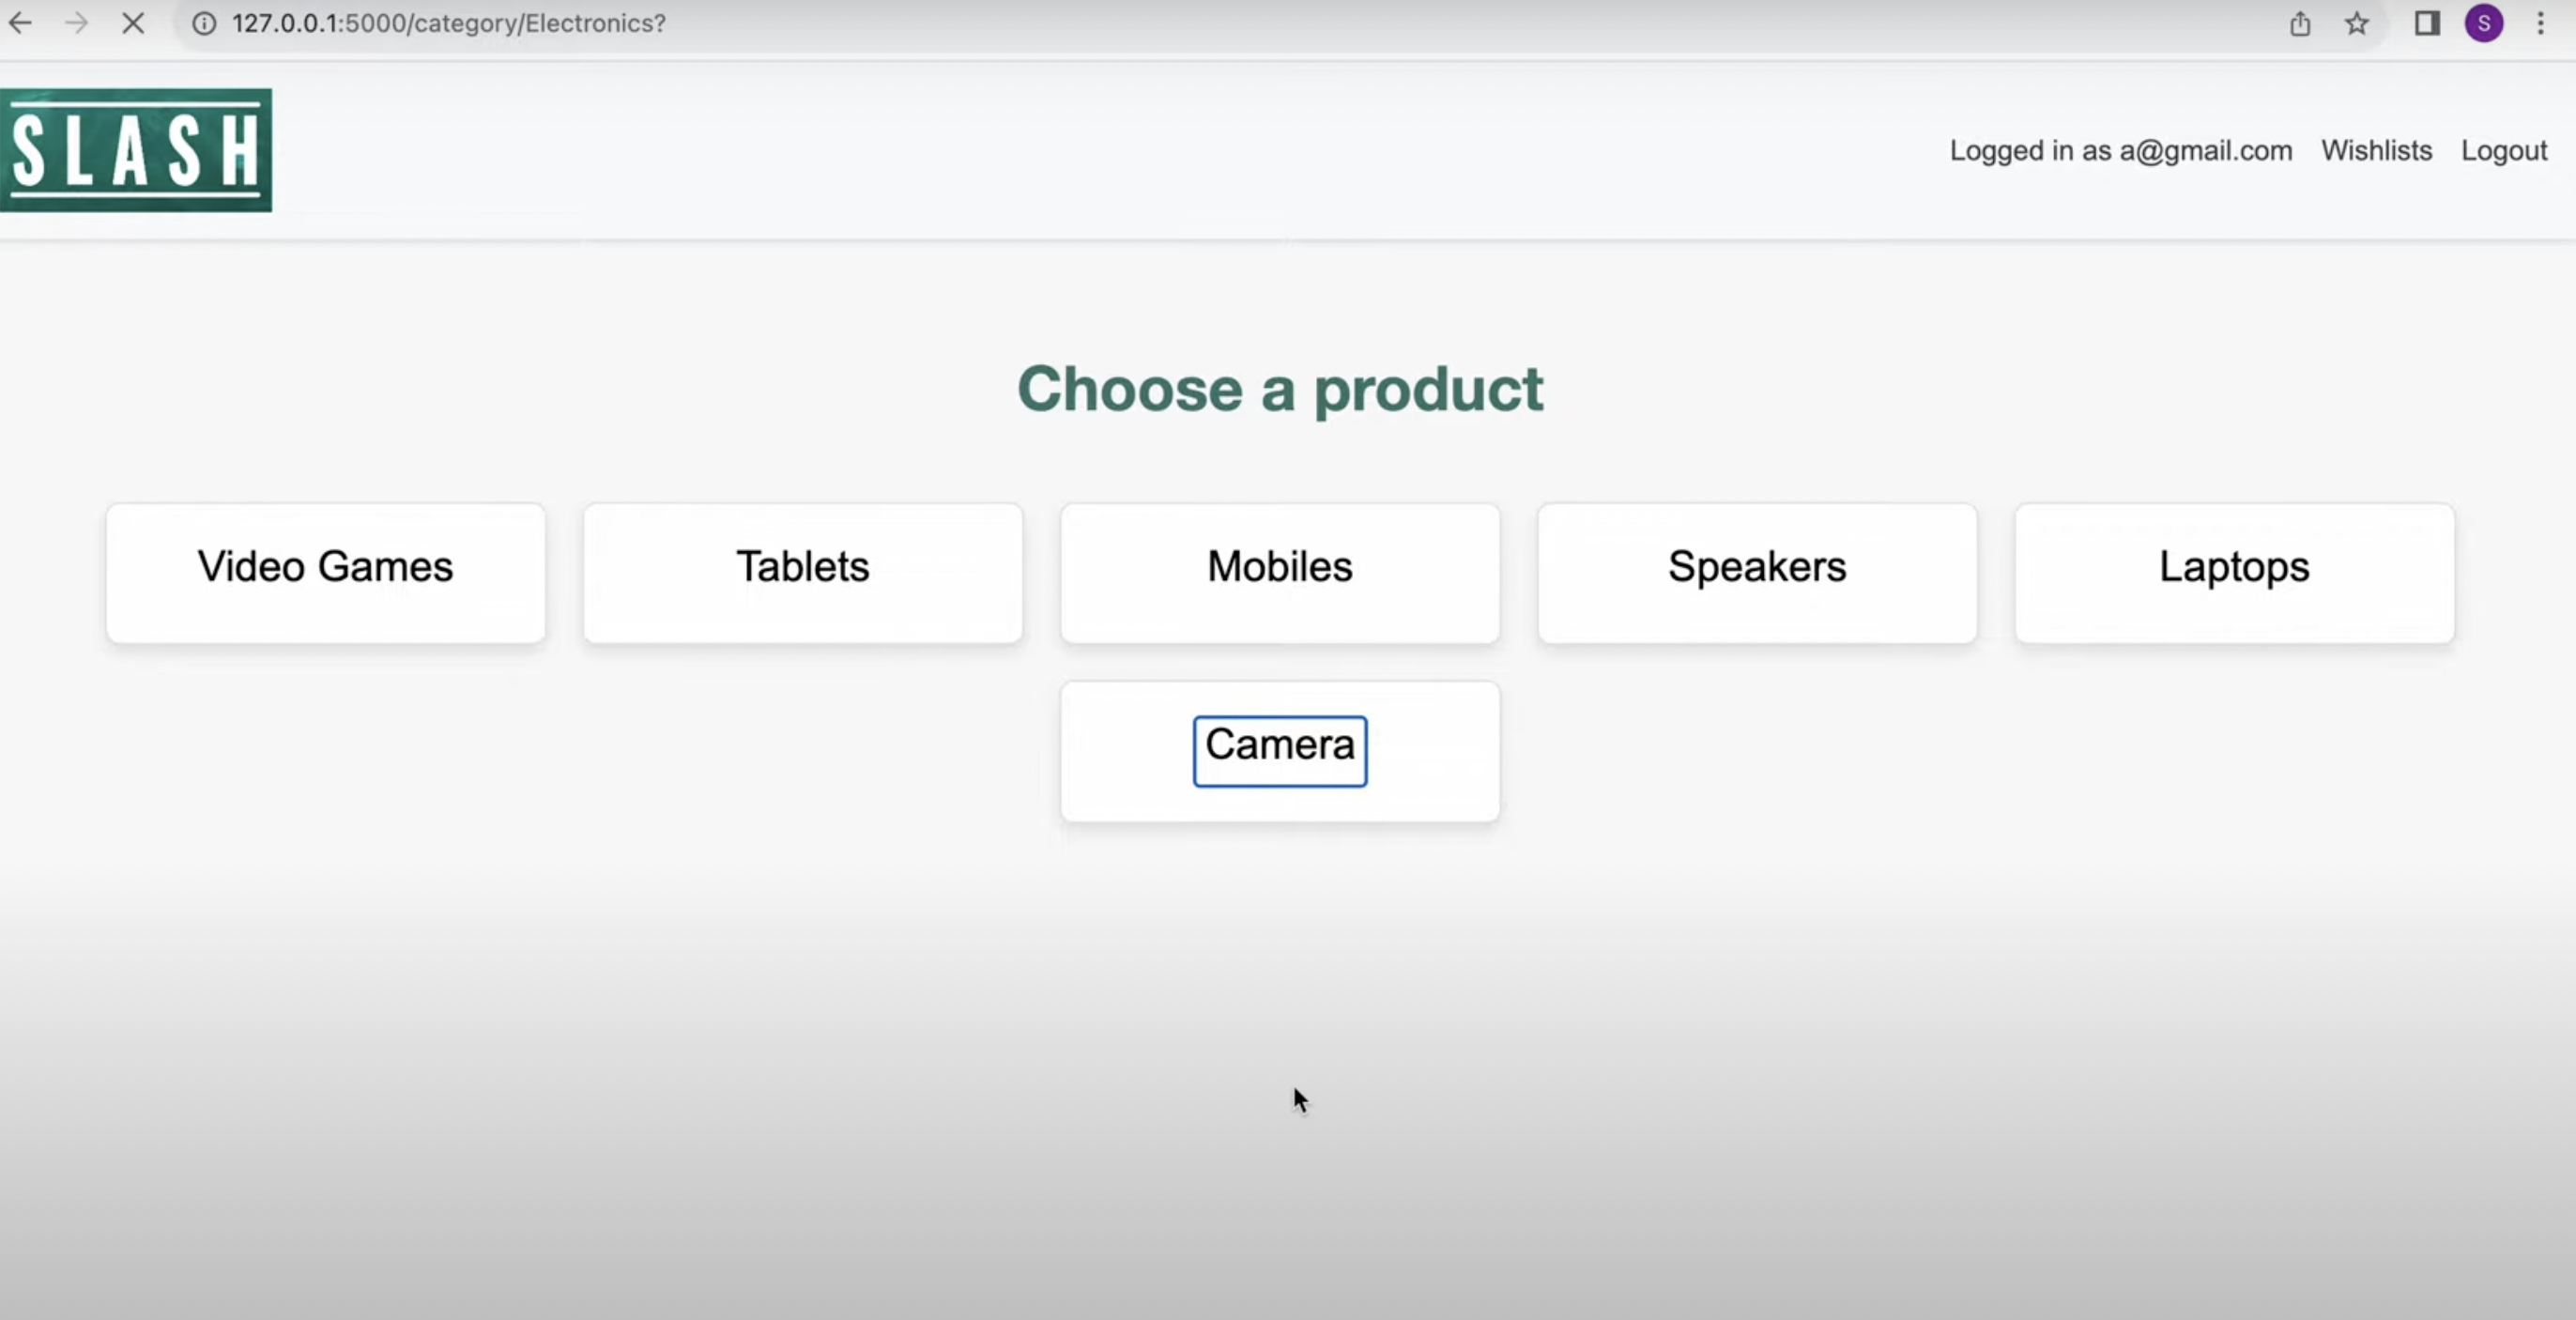 127.0.0.1:5000/category/Electronics?
S
SLASH
Logged in as a@gmail.com Wishlists Logout
Choose a product
Video Games Tablets Mobiles Speakers Laptops
Camera